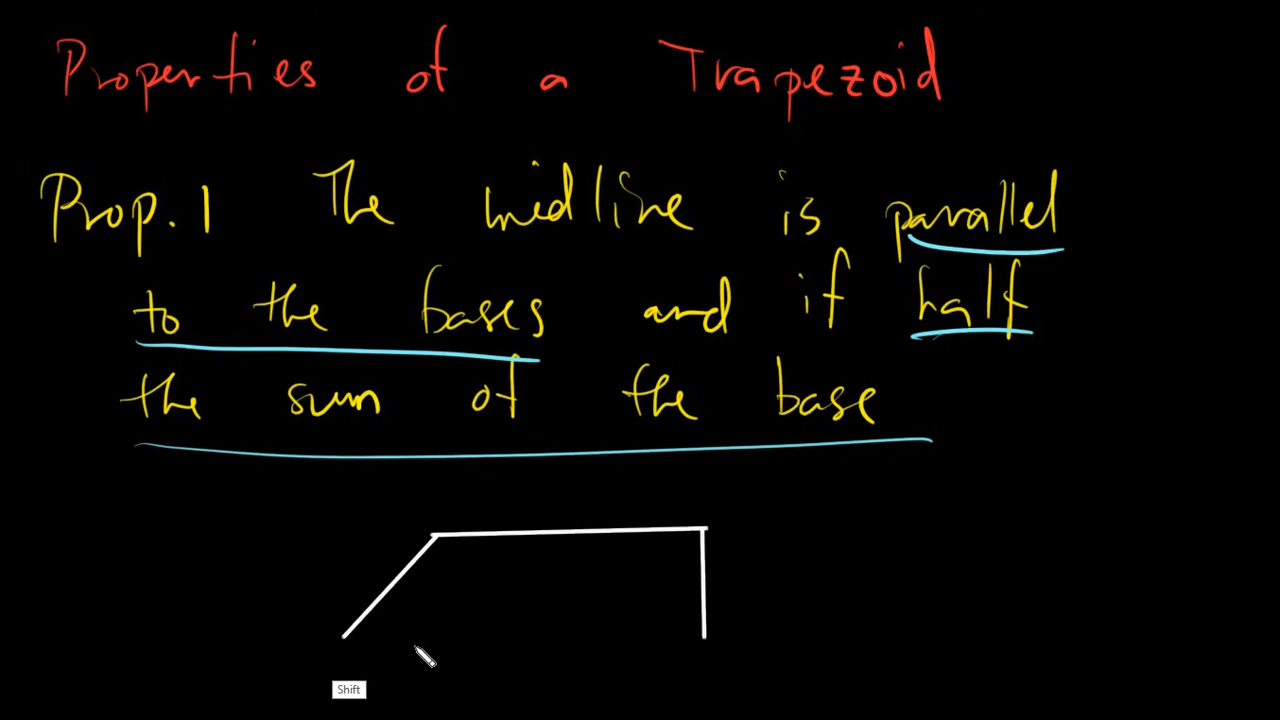 Properties of a Trapezoid
Prop. 1 The midline is parallel
to the bases and if half
the sum of the base
Shift